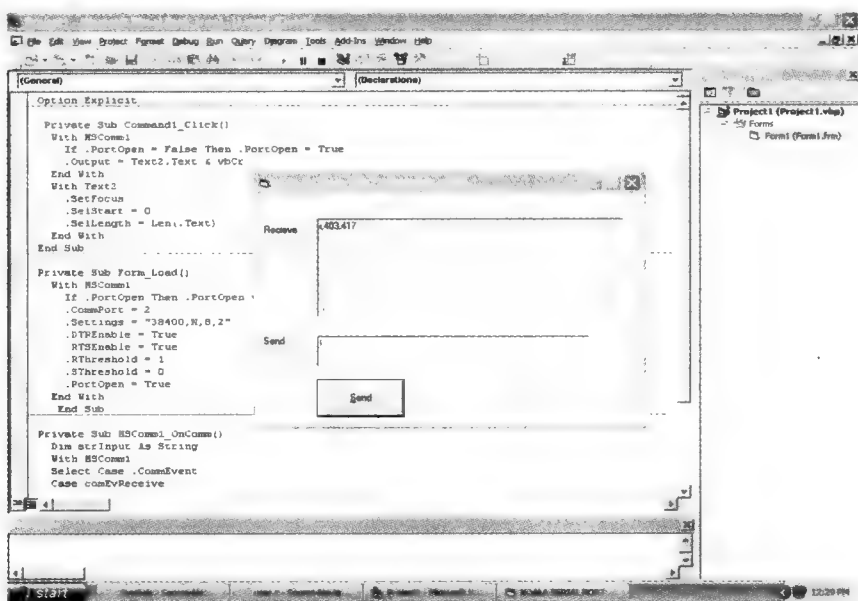 File Edit View Project Format Debug Run Query Diagram Tools Add-Ins Window Help
(General)
(Declarations)
Option Explicit
Private Sub Command1_Click()
With MSComm1
If .PortOpen = False Then .PortOpen = True
.Output = Text2.Text & vbCr
End With
With Text2
.SetFocus
.SelStart = 0
.SelLength = Len(.Text)
End With
End Sub
Private Sub Form_Load()
With MSComm1
If .PortOpen Then .PortOpen
.CommPort = 2
.Settings = "38400,N,8,2"
.DTREnable = True
.RTSEnable = True
.RThreshold = 1
.SThreshold = 0
.PortOpen = True
End With
End Sub
Private Sub MSComm1_OnComm()
Dim strInput As String
With MSComm1
Select Case .CommEvent
Case comEvReceive
Recieve
,403,417
Send
Send
Project1 (Project1.vbp)
Forms
Form1 (Form1.frm)
start
12:29 PM